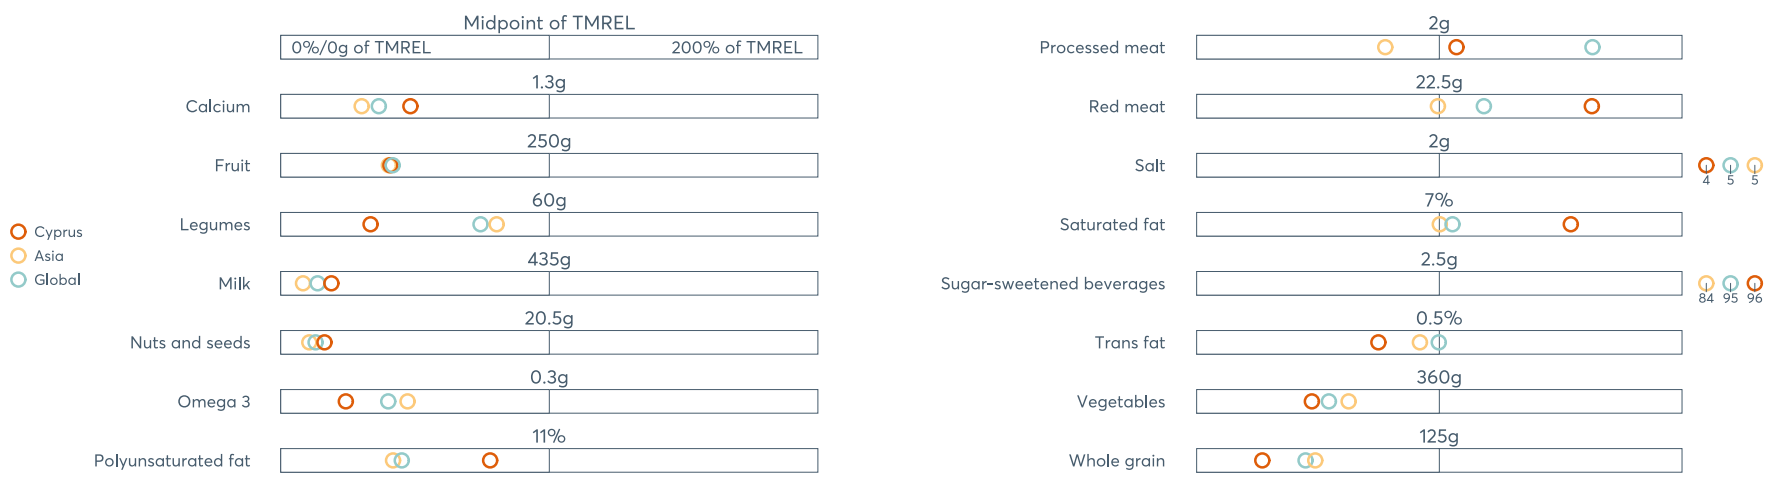 Midpoint of TMREL
0%/0g of TMREL 200% of TMREL
1.3g
Calcium
250g
Fruit
60g
Legumes
435g
Milk
20.5g
Nuts and seeds
0.3g
Omega 3
11%
Polyunsaturated fat
Cyprus
Asia
Global
2g
Processed meat
22.5g
Red meat
2g
Salt
4 5 5
7%
Saturated fat
2.5g
Sugar-sweetened beverages
84 95 96
0.5%
Trans fat
360g
Vegetables
125g
Whole grain